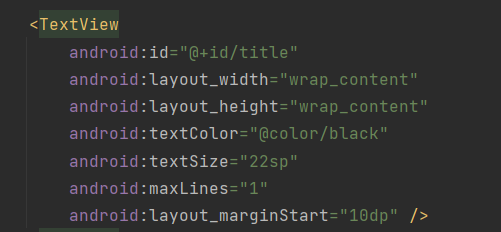 <TextView
android:id="@+id/title"
android:layout_width="wrap_content"
android:layout_height="wrap_content"
android:textColor="@color/black"
android:textSize="22sp"
android:maxLines="1"
android:layout_marginStart="10dp" />